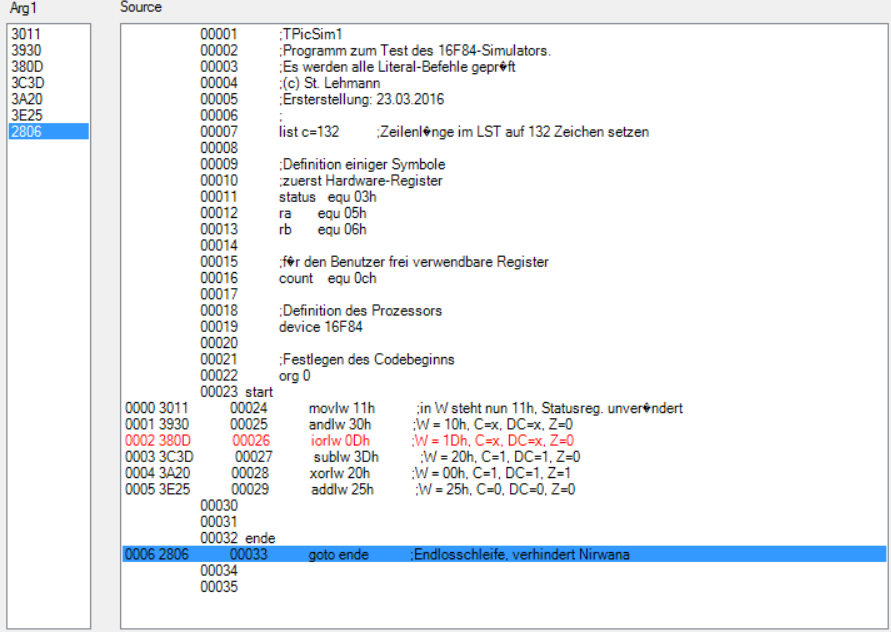 Arg1
Source
3011
3930
380D
3C3D
3A20
3E25
2806
00001 ;TPicSim1
00002 ;Programm zum Test des 16F84-Simulators.
00003 ;Es werden alle Literal-Befehle gepr�ft
00004 ;(c) St. Lehmann
00005 ;Ersterstellung: 23.03.2016
00006 ;
00007 list c=132 ;Zeilenl�nge im LST auf 132 Zeichen setzen
00008
00009 ;Definition einiger Symbole
00010 ;zuerst Hardware-Register
00011 status equ 03h
00012 ra equ 05h
00013 rb equ 06h
00014
00015 ;f�r den Benutzer frei verwendbare Register
00016 count equ 0ch
00017
00018 ;Definition des Prozessors
00019 device 16F84
00020
00021 ;Festlegen des Codebeginns
00022 org 0
00023 start
0000 3011 00024 movlw 11h ;in W steht nun 11h, Statusreg. unver�ndert
0001 3930 00025 andlw 30h ;W = 10h, C=x, DC=x, Z=0
0002 380D 00026 iorlw 0Dh ;W = 1Dh, C=x, DC=x, Z=0
0003 3C3D 00027 sublw 3Dh ;W = 20h, C=1, DC=1, Z=0
0004 3A20 00028 xorlw 20h ;W = 00h, C=1, DC=1, Z=1
0005 3E25 00029 addlw 25h ;W = 25h, C=0, DC=0, Z=0
00030
00031
00032 ende
0006 2806 00033 goto ende ;Endlosschleife, verhindert Nirwana
00034
00035